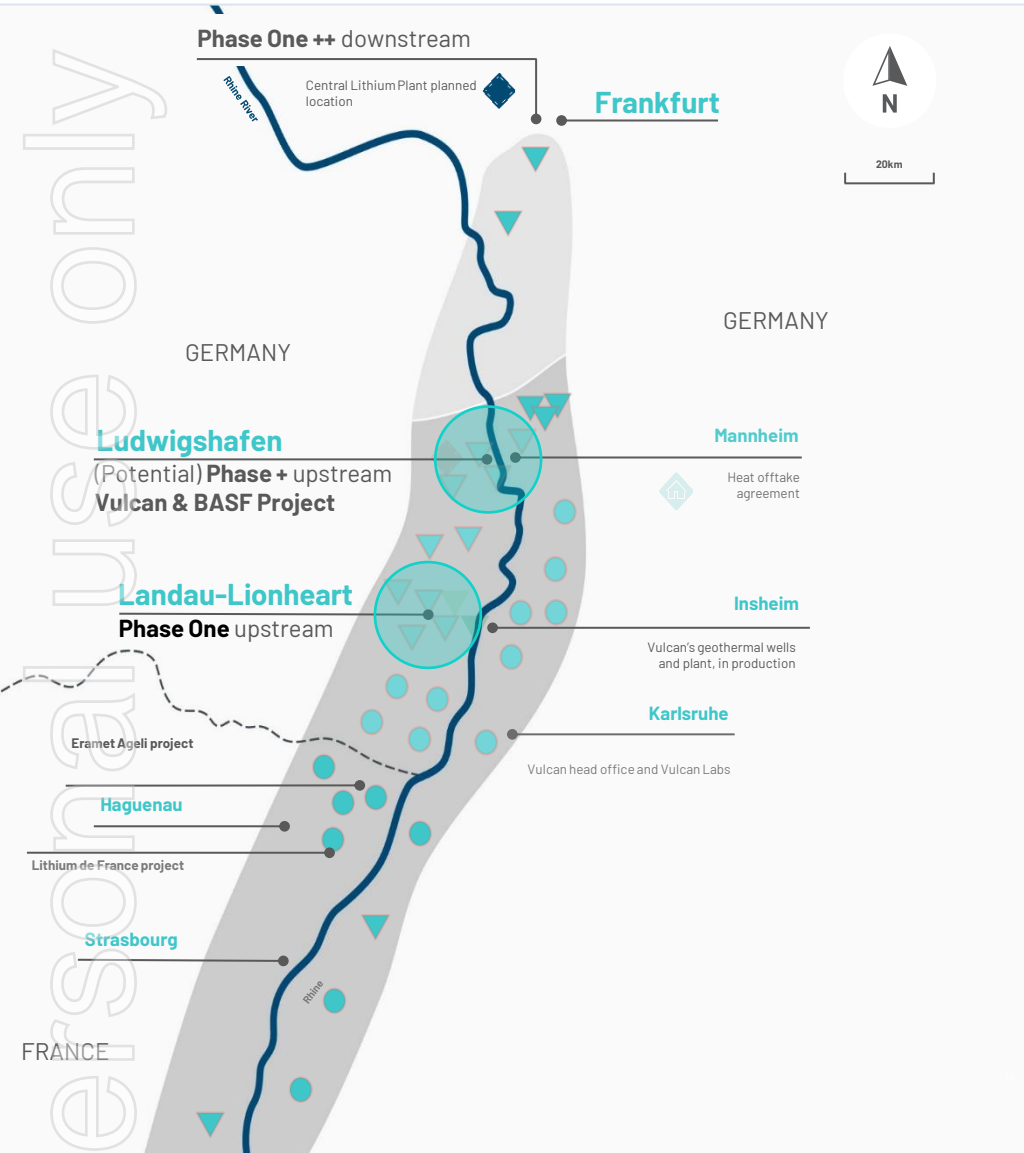 Phase One ++ downstream
Rhine River
Central Lithium Plant planned
location
Frankfurt
N
20km
GERMANY
GERMANY
Ludwigshafen
(Potential) Phase + upstream
Vulcan & BASF Project
Mannheim
Heat offtake
agreement
Landau-Lionheart
Phase One upstream
Insheim
Vulcan's geothermal wells
and plant, in production
Karlsruhe
Vulcan head office and Vulcan Labs
Eramet Ageli project
Haguenau
Lithium de France project
Strasbourg
Rhine
FRANCE
ersonal use only